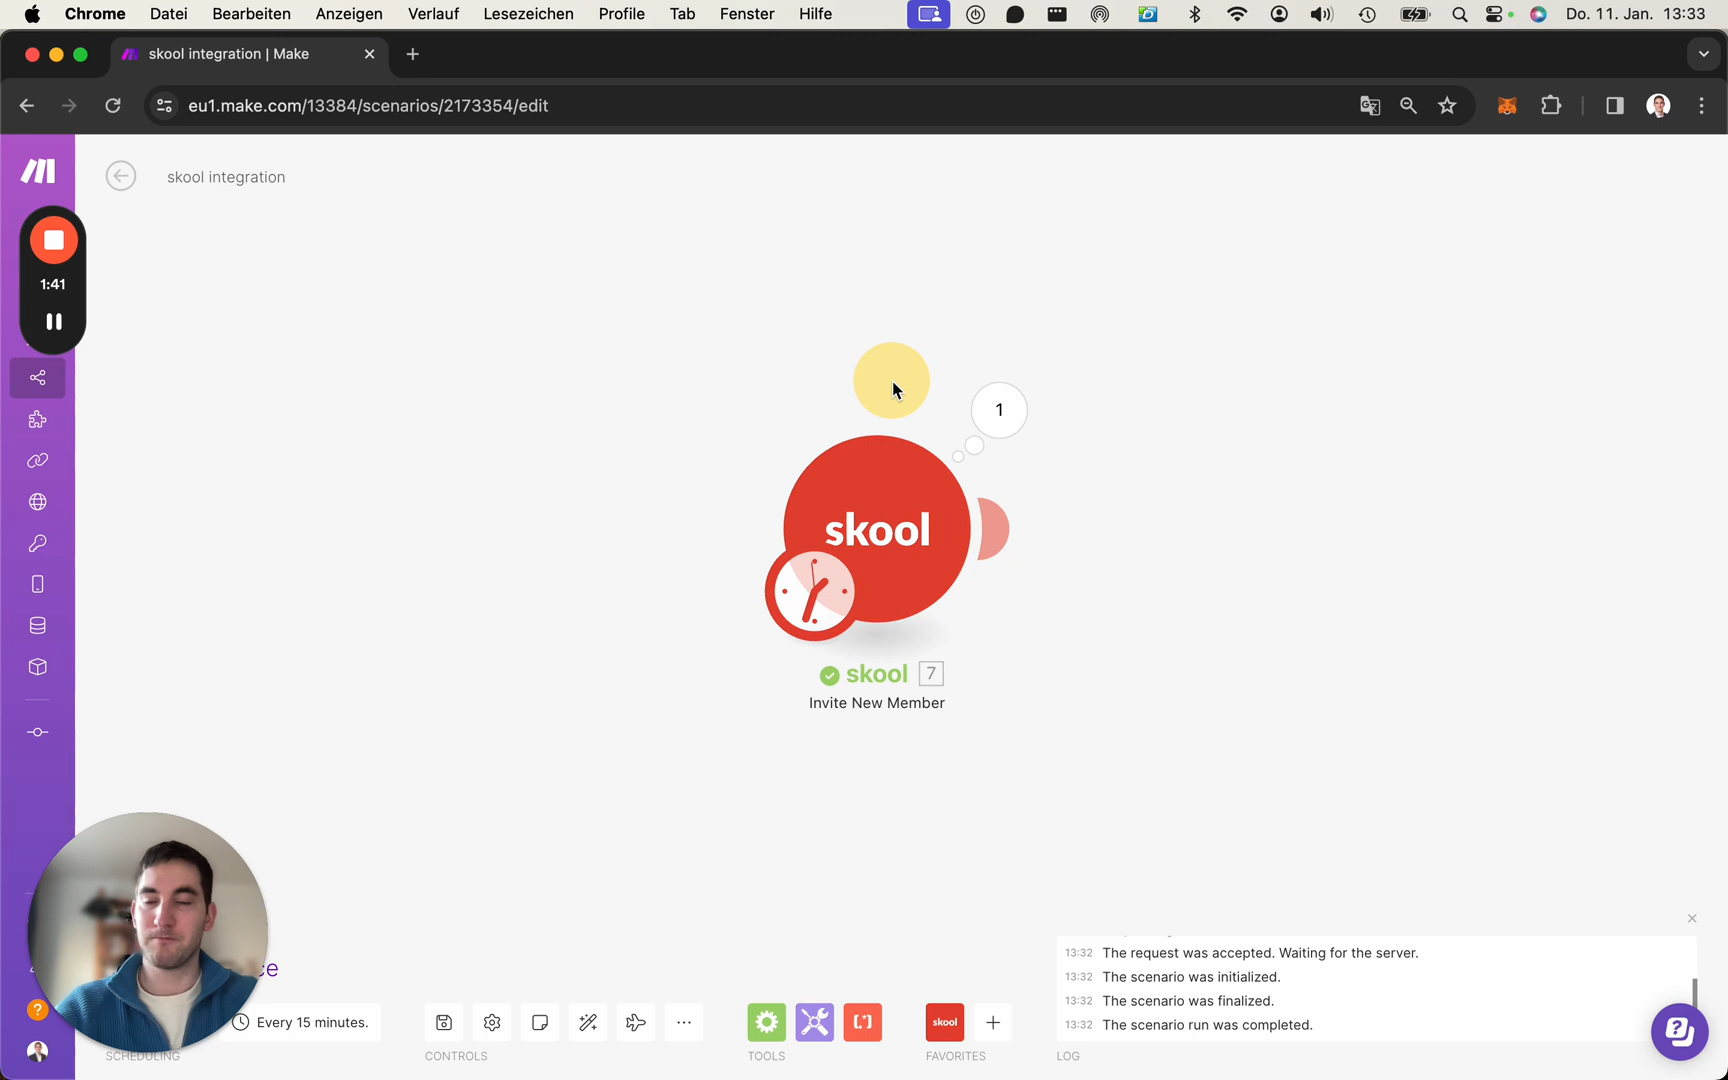 Chrome Datei Bearbeiten Anzeigen Verlauf Lesezeichen Profile Tab Fenster Hilfe Do. 11. Jan. 13:33
skool integration | Make
eu1.make.com/13384/scenarios/2173354/edit
skool integration
1:41
1
skool
skool 7
Invite New Member
13:32 The request was accepted. Waiting for the server.
13:32 The scenario was initialized.
13:32 The scenario was finalized.
13:32 The scenario run was completed.
Every 15 minutes.
skool
SCHEDULING CONTROLS TOOLS FAVORITES LOG